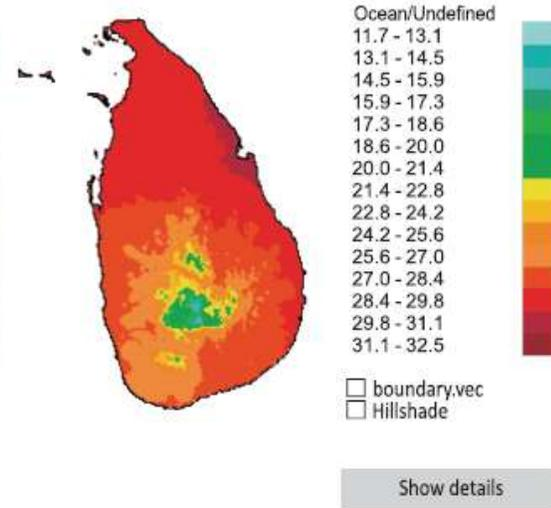 Ocean/Undefined
11.7 - 13.1
13.1 - 14.5
14.5 - 15.9
15.9 - 17.3
17.3 - 18.6
18.6 - 20.0
20.0 - 21.4
21.4 - 22.8
22.8 - 24.2
24.2 - 25.6
25.6 - 27.0
27.0 - 28.4
28.4 - 29.8
29.8 - 31.1
31.1 - 32.5
boundary.vec
Hillshade
Show details